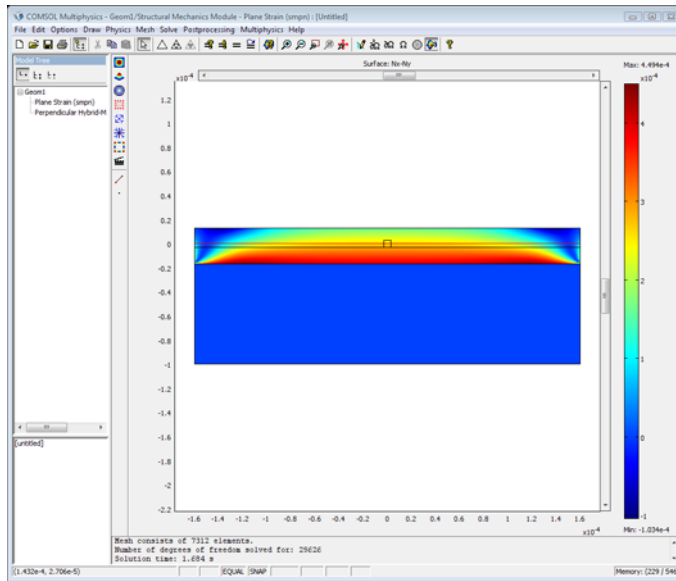 COMSOL Multiphysics - Geom1/Structural Mechanics Module - Plane Strain (smpn) : [Untitled]
File Edit Options Draw Physics Mesh Solve Postprocessing Multiphysics Help
Model Tree
Geom1
Plane Strain (smpn)
Perpendicular Hybrid-M
[untitled]
×10⁻⁴
Surface: Nx-Ny
1.2
1
0.8
0.6
0.4
0.2
0
-0.2
-0.4
-0.6
-0.8
-1
-1.2
-1.4
-1.6
-1.8
-2
-2.2
-1.6 -1.4 -1.2 -1 -0.8 -0.6 -0.4 -0.2 0 0.2 0.4 0.6 0.8 1 1.2 1.4 1.6
×10⁻⁴
Max: 4.494e-4
×10⁻⁴
4
3
2
1
0
-1
Min: -1.034e-4
Mesh consists of 7312 elements.
Number of degrees of freedom solved for: 29626
Solution time: 1.684 s
(1.432e-4, 2.706e-5)
EQUAL SNAP
Memory: (229 / 546